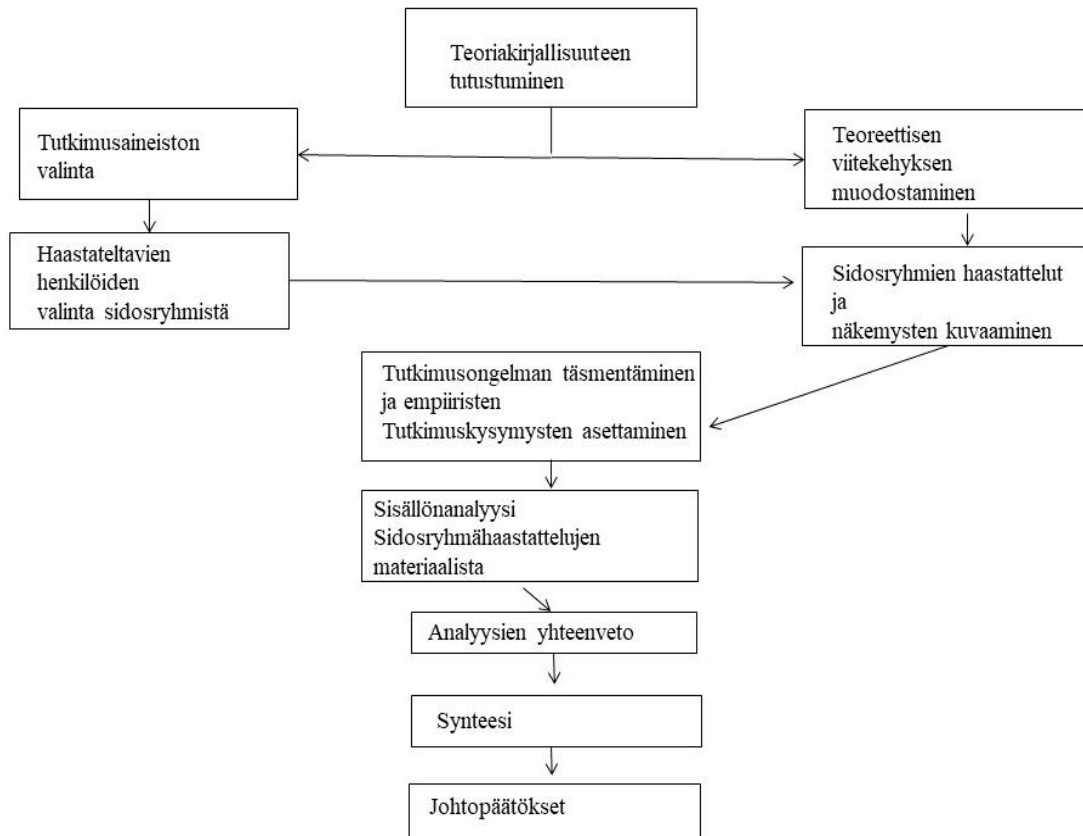 Teoriakirjallisuuteen
tutustuminen
Tutkimusaineiston
valinta
Teoreettisen
viitekehyksen
muodostaminen
Haastateltavien
henkilöiden
valinta sidosryhmistä
Sidosryhmien haastattelut
ja
näkemysten kuvaaminen
Tutkimusongelman täsmentäminen
ja empiiristen
Tutkimuskysymysten asettaminen
Sisällönanalyysi
Sidosryhmähaastattelujen
materiaalista
Analyysien yhteenveto
Synteesi
Johtopäätökset